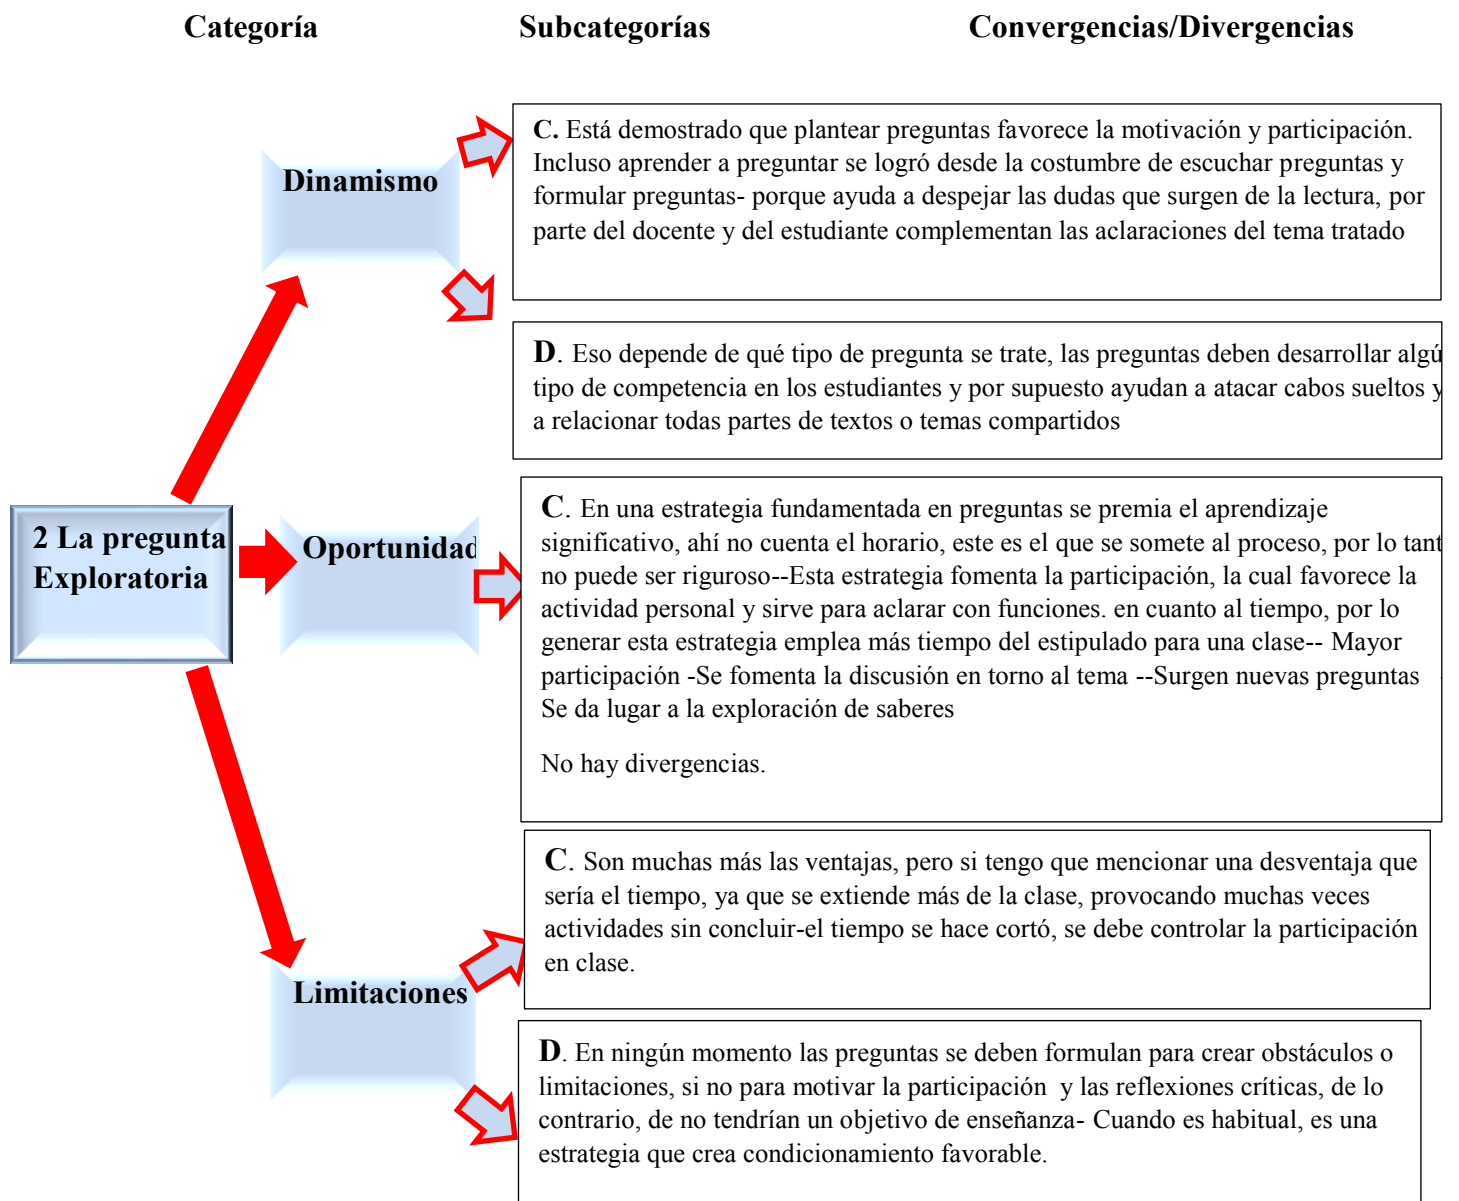 Categoría
Subcategorías
Convergencias/Divergencias
Dinamismo
C. Está demostrado que plantear preguntas favorece la motivación y participación.
Incluso aprender a preguntar se logró desde la costumbre de escuchar preguntas y
formular preguntas- porque ayuda a despejar las dudas que surgen de la lectura, por
parte del docente y del estudiante complementan las aclaraciones del tema tratado
D. Eso depende de qué tipo de pregunta se trate, las preguntas deben desarrollar algú
tipo de competencia en los estudiantes y por supuesto ayudan a atacar cabos sueltos y
a relacionar todas partes de textos o temas compartidos
2 La pregunta
Exploratoria
Oportunidad
C. En una estrategia fundamentada en preguntas se premia el aprendizaje
significativo, ahí no cuenta el horario, este es el que se somete al proceso, por lo tant
no puede ser riguroso--Esta estrategia fomenta la participación, la cual favorece la
actividad personal y sirve para aclarar con funciones. en cuanto al tiempo, por lo
generar esta estrategia emplea más tiempo del estipulado para una clase-- Mayor
participación -Se fomenta la discusión en torno al tema --Surgen nuevas preguntas
Se da lugar a la exploración de saberes
No hay divergencias.
Limitaciones
C. Son muchas más las ventajas, pero si tengo que mencionar una desventaja que
sería el tiempo, ya que se extiende más de la clase, provocando muchas veces
actividades sin concluir-el tiempo se hace cortó, se debe controlar la participación
en clase.
D. En ningún momento las preguntas se deben formulan para crear obstáculos o
limitaciones, si no para motivar la participación  y las reflexiones críticas, de lo
contrario, de no tendrían un objetivo de enseñanza- Cuando es habitual, es una
estrategia que crea condicionamiento favorable.